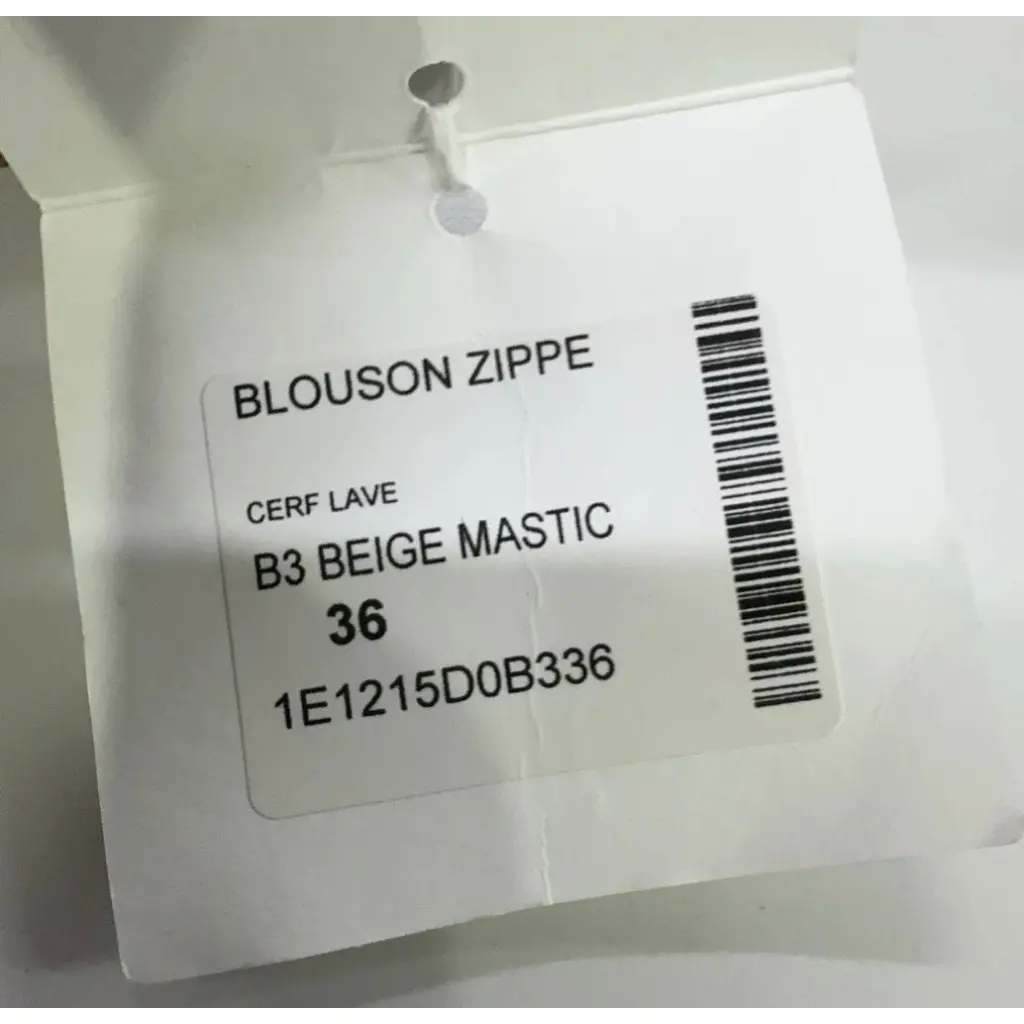 BLOUSON ZIPPE
CERF LAVE
B3 BEIGE MASTIC
36
1E1215D0B336